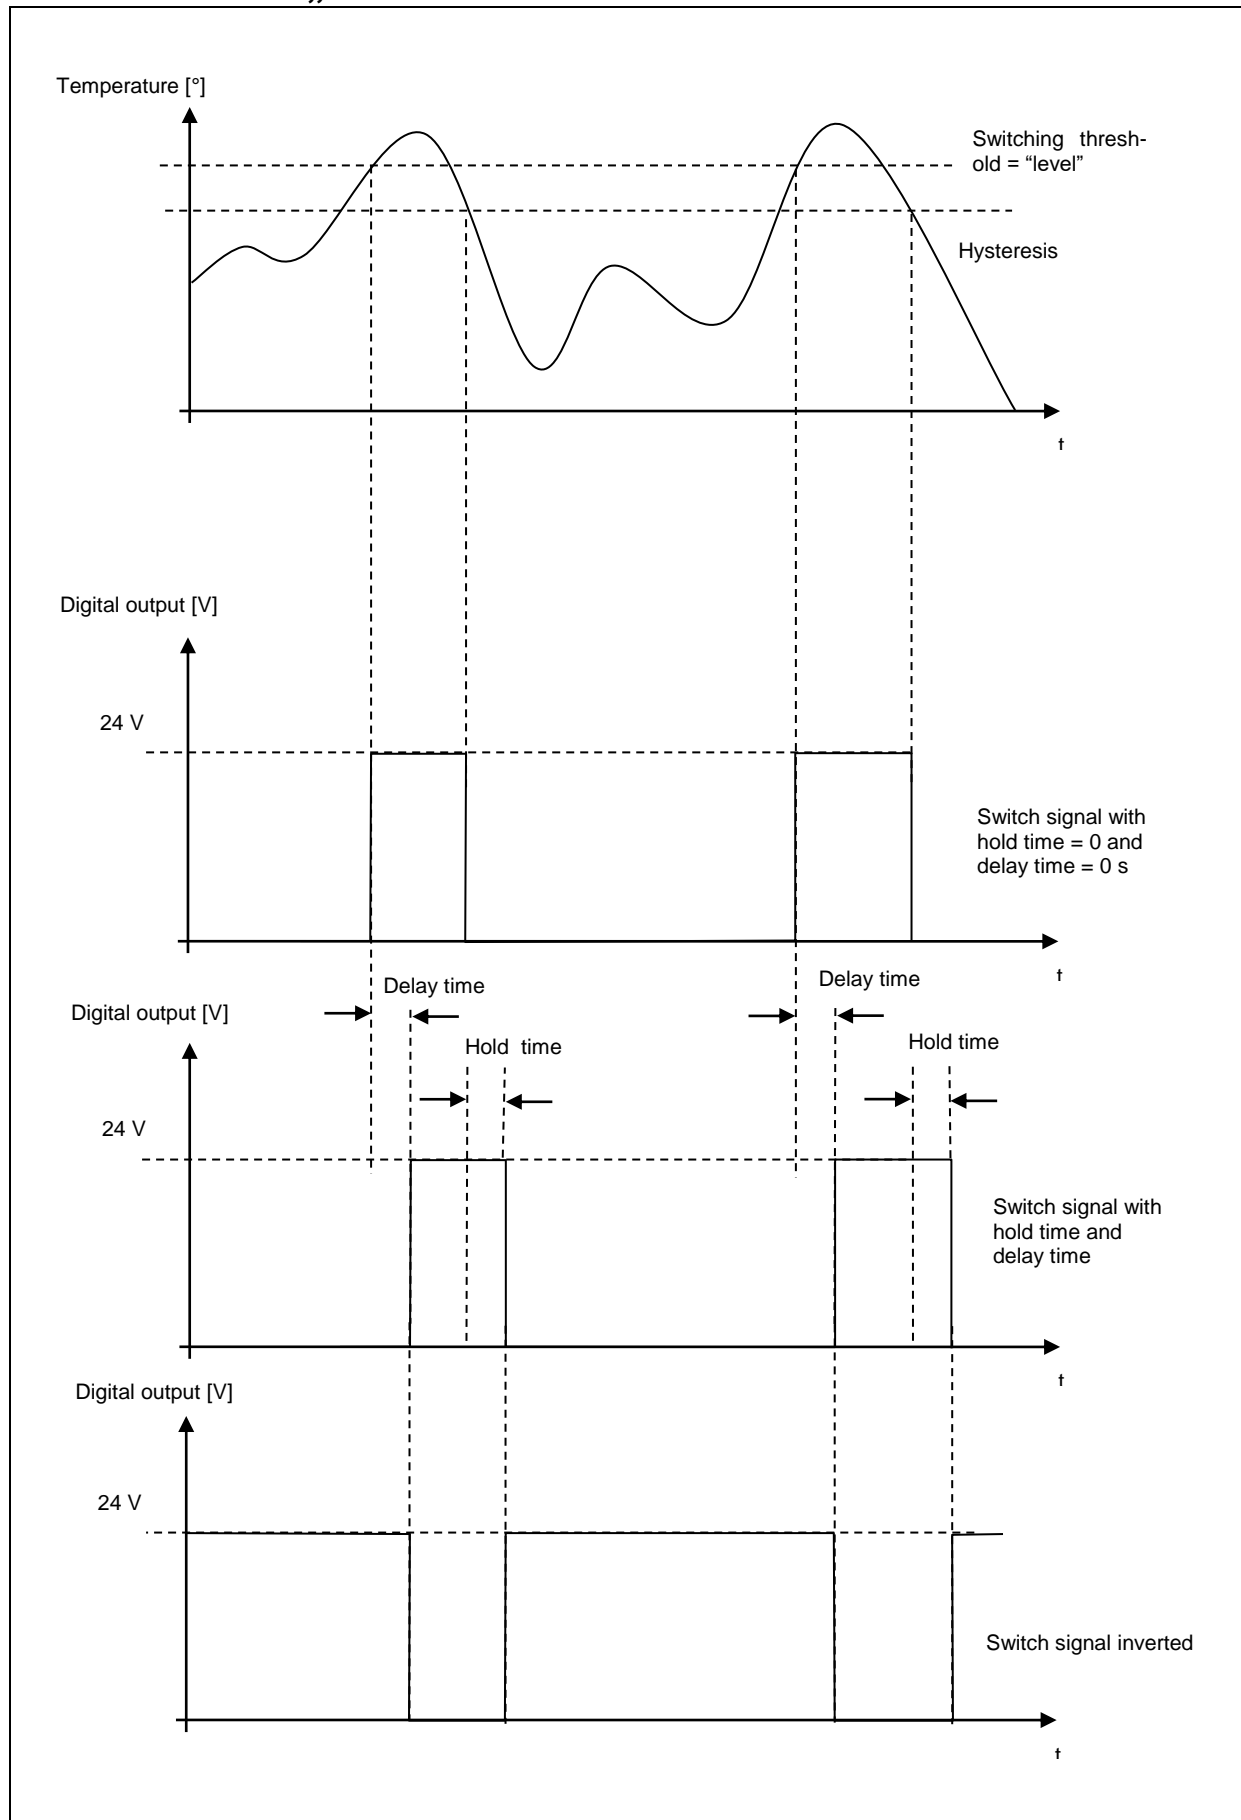 Temperature [°]
Switching thresh-
old = “level”
Hysteresis
t
Digital output [V]
24 V
Switch signal with
hold time = 0 and
delay time = 0 s
t
Delay time
Delay time
Digital output [V]
Hold time
Hold time
24 V
Switch signal with
hold time and
delay time
t
Digital output [V]
24 V
Switch signal inverted
t